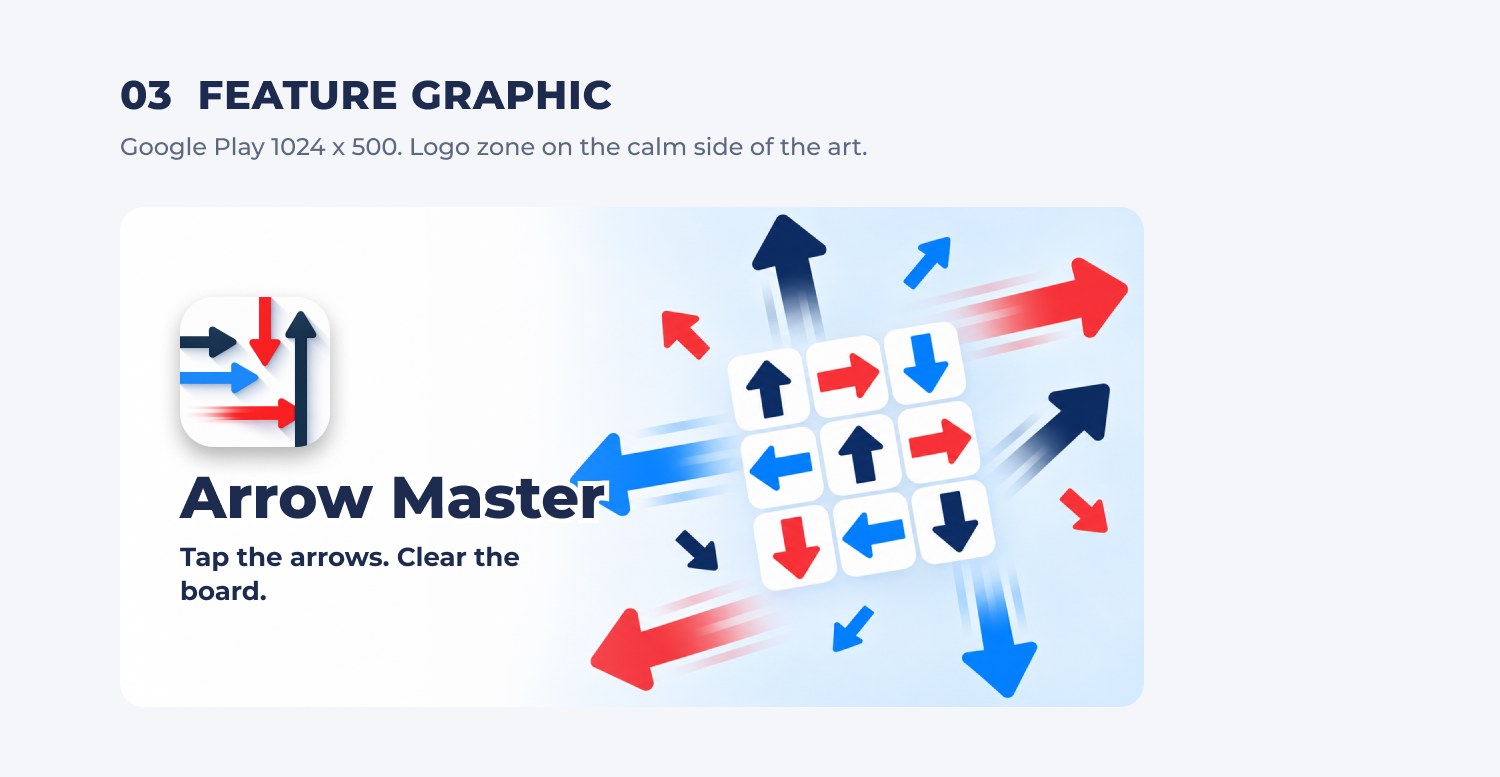 03 FEATURE GRAPHIC
Google Play 1024 x 500. Logo zone on the calm side of the art.
Arrow Master
Tap the arrows. Clear the
board.